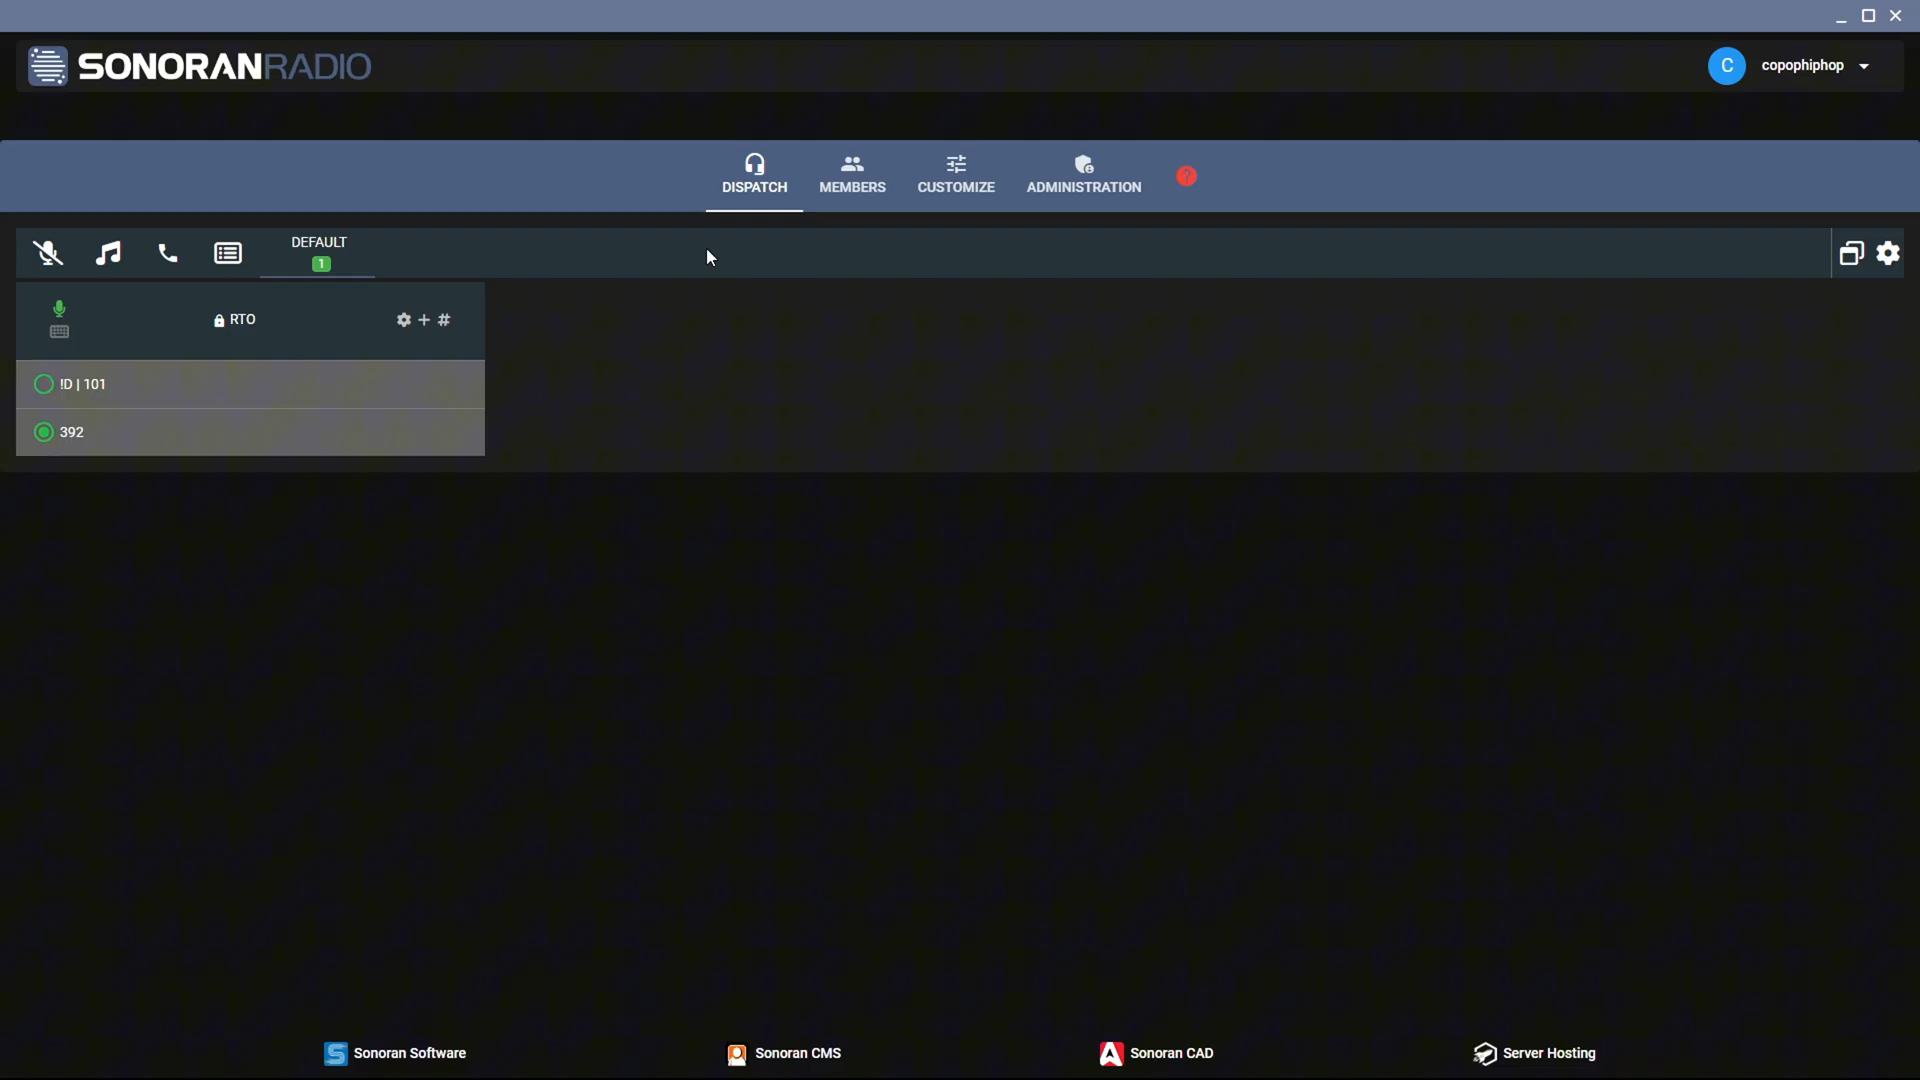 SONORANRADIO
C copophiphop
DISPATCH MEMBERS CUSTOMIZE ADMINISTRATION ?
DEFAULT
1
RTO + #
!D | 101
392
Sonoran Software Sonoran CMS Sonoran CAD Server Hosting